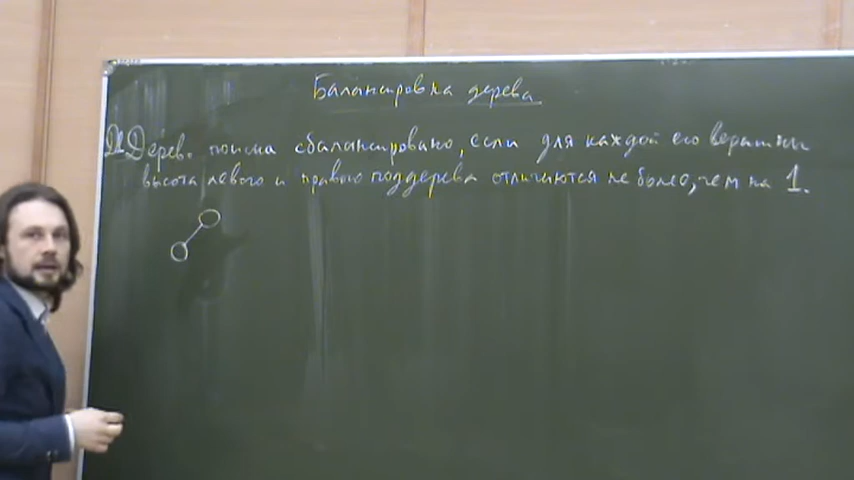 Балансировка дерева
Дерев. поиска сбалансировано, если для каждой его вершины
высота левого и правого поддерева отличаются не более, чем на 1.